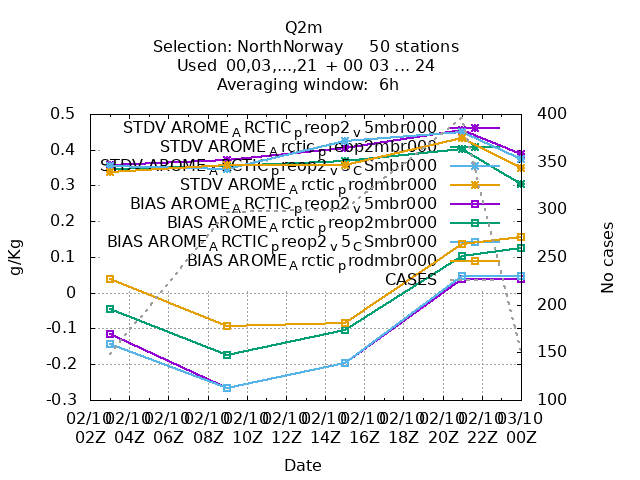 Q2m
Selection: NorthNorway 50 stations
Used 00,03,...,21 + 00 03 ... 24
Averaging window: 6h
0.5
0.4
0.3
0.2
0.1
0
-0.1
-0.2
-0.3
g/Kg
STDV AROME_ARCTIC_preop2_v5mbr000
STDV AROME_Arctic_preop2mbr000
STDV AROME_ARCTIC_preop2_v5_CSmbr000
STDV AROME_Arctic_prodmbr000
BIAS AROME_ARCTIC_preop2_v5mbr000
BIAS AROME_Arctic_preop2mbr000
BIAS AROME_ARCTIC_preop2_v5_CSmbr000
BIAS AROME_Arctic_prodmbr000
CASES
400
350
300
250
200
150
100
No cases
02/10 02/10 02/10 02/10 02/10 02/10 02/10 02/10 02/10 02/10 02/10 03/10
02Z 04Z 06Z 08Z 10Z 12Z 14Z 16Z 18Z 20Z 22Z 00Z
Date